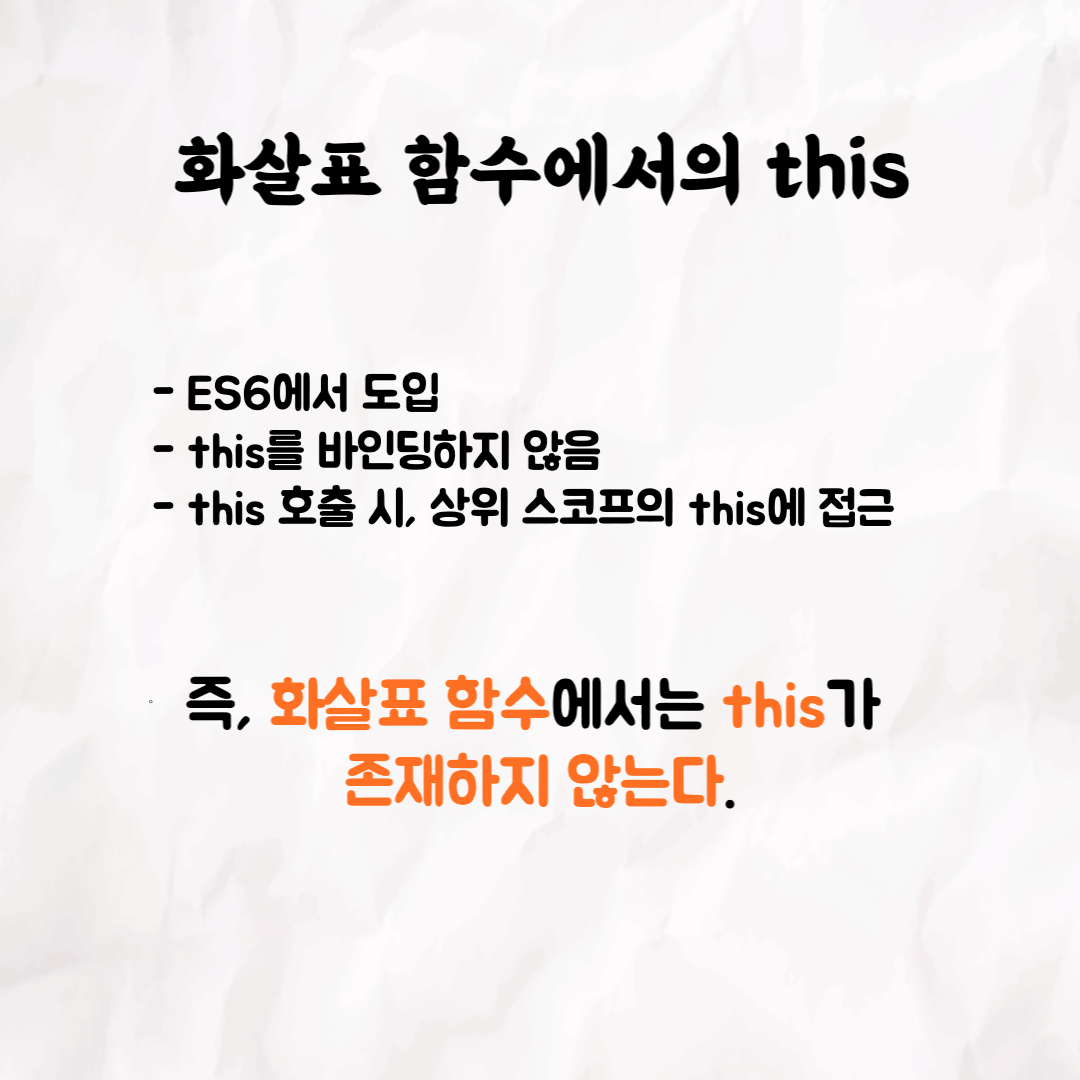 화살표 함수에서의 this
- ES6에서 도입
- this를 바인딩하지 않음
- this 호출 시, 상위 스코프의 this에 접근
즉, 화살표 함수에서는 this가
존재하지 않는다.